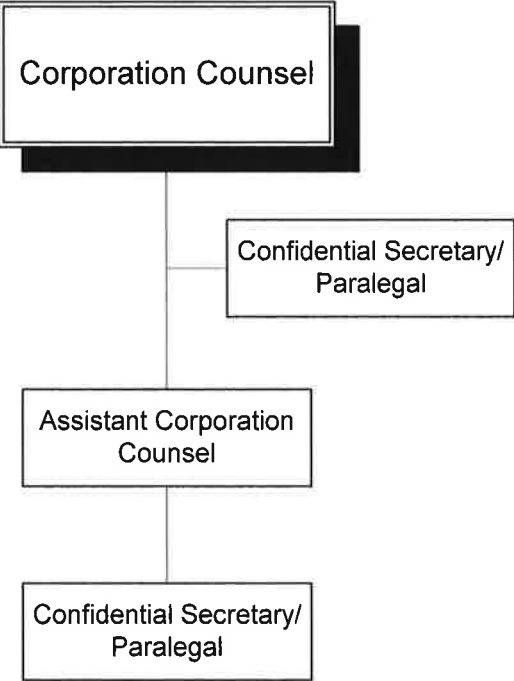 Corporation Counsel
Confidential Secretary/
Paralegal
Assistant Corporation
Counsel
Confidential Secretary/
Paralegal